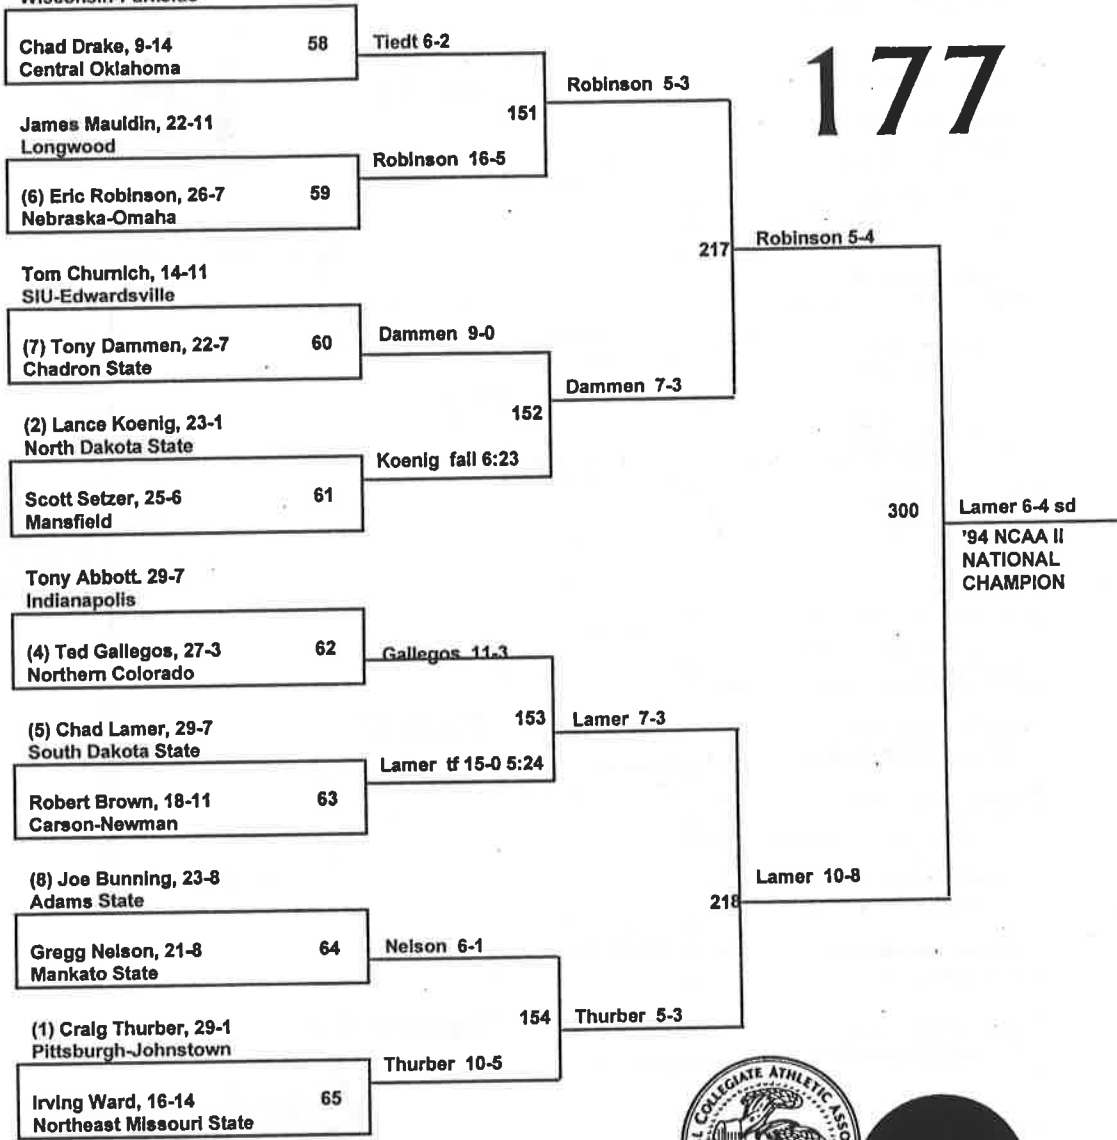 Chad Drake, 9-14
Central Oklahoma
58
Tiedt 6-2
177
Robinson 5-3
151
James Mauldin, 22-11
Longwood
Robinson 16-5
(6) Eric Robinson, 26-7
Nebraska-Omaha
59
217
Robinson 5-4
Tom Churnich, 14-11
SIU-Edwardsville
(7) Tony Dammen, 22-7
Chadron State
60
Dammen 9-0
Dammen 7-3
152
(2) Lance Koenig, 23-1
North Dakota State
Koenig fall 6:23
Scott Setzer, 25-6
Mansfield
61
300
Lamer 6-4 sd
'94 NCAA II
NATIONAL
CHAMPION
Tony Abbott. 29-7
Indianapolis
(4) Ted Gallegos, 27-3
Northern Colorado
62
Gallegos 11-3
153
Lamer 7-3
(5) Chad Lamer, 29-7
South Dakota State
Lamer tf 15-0 5:24
Robert Brown, 18-11
Carson-Newman
63
(8) Joe Bunning, 23-8
Adams State
Lamer 10-8
218
Gregg Nelson, 21-8
Mankato State
64
Nelson 6-1
154
Thurber 5-3
(1) Craig Thurber, 29-1
Pittsburgh-Johnstown
Thurber 10-5
Irving Ward, 16-14
Northeast Missouri State
65
COLLEGIATE ATHLETIC